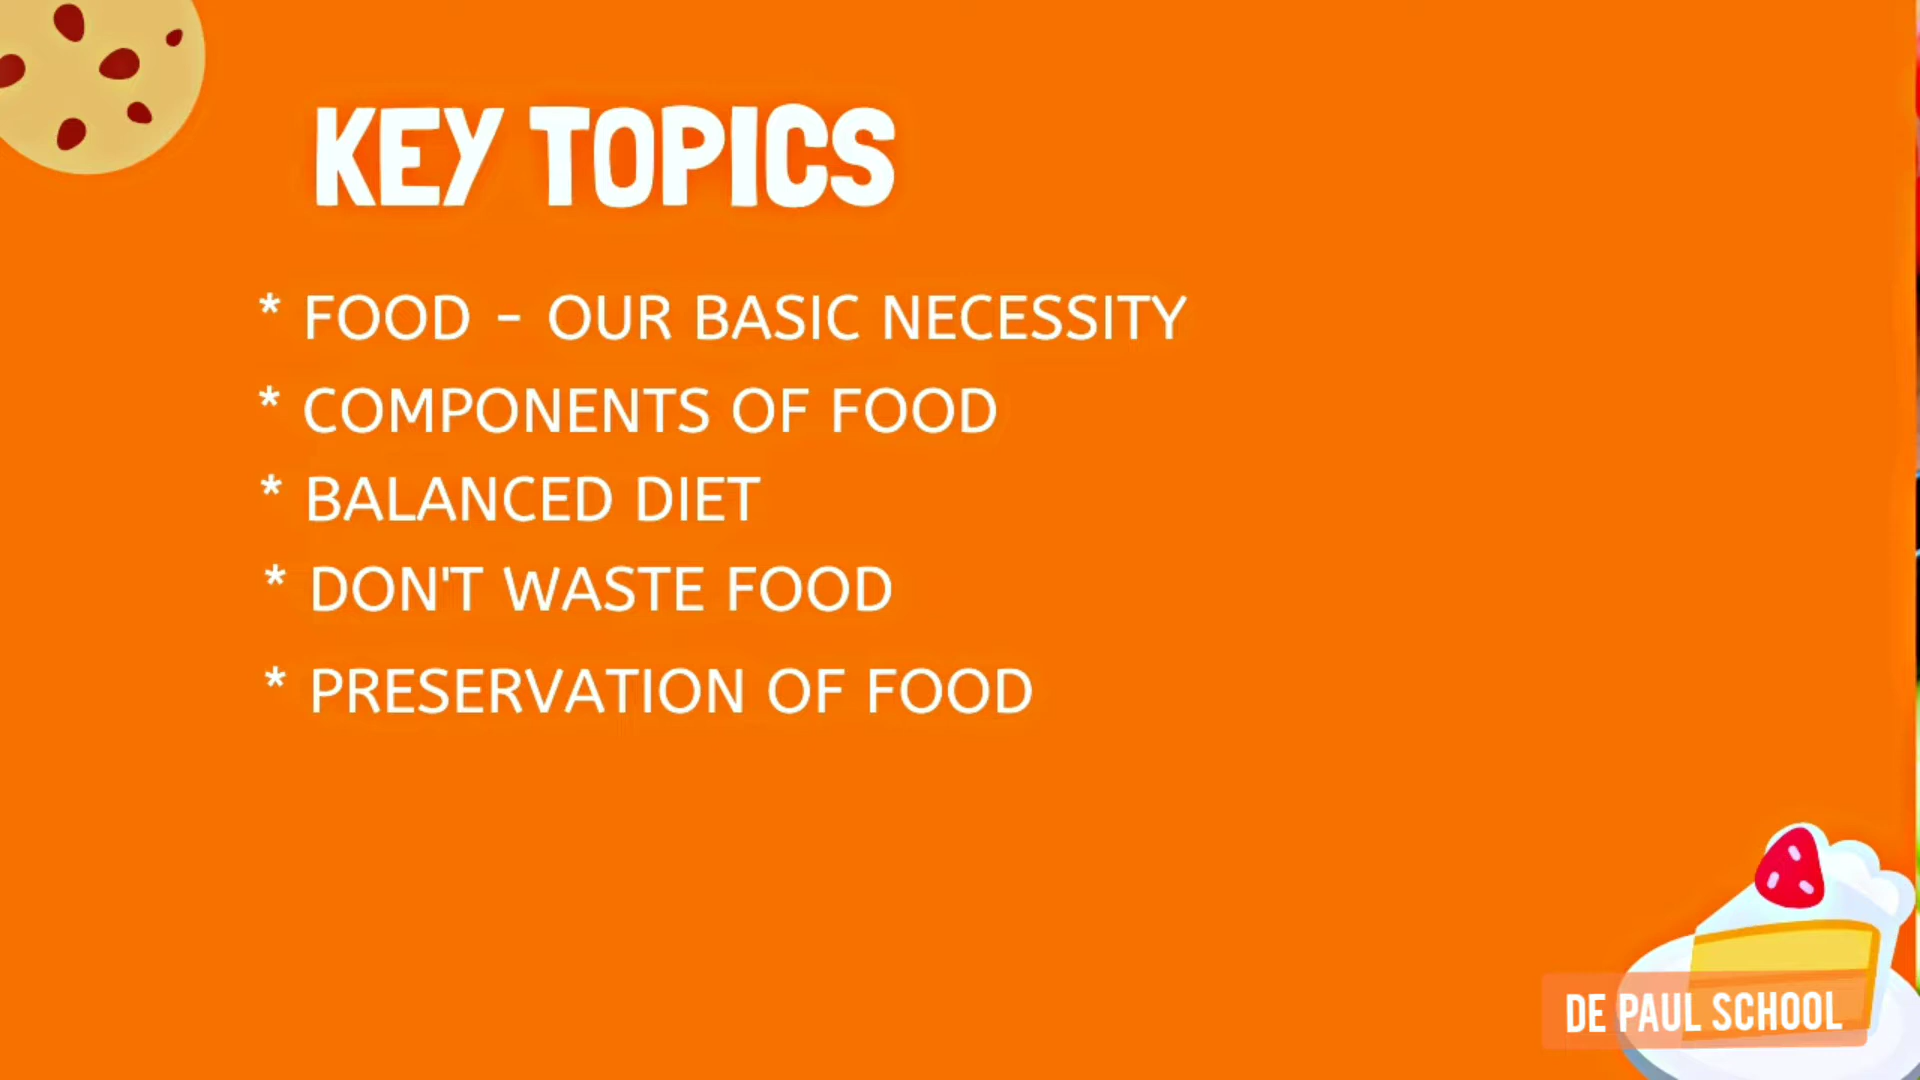 KEY TOPICS
* FOOD - OUR BASIC NECESSITY
* COMPONENTS OF FOOD
* BALANCED DIET
* DON'T WASTE FOOD
* PRESERVATION OF FOOD
DE PAUL SCHOOL